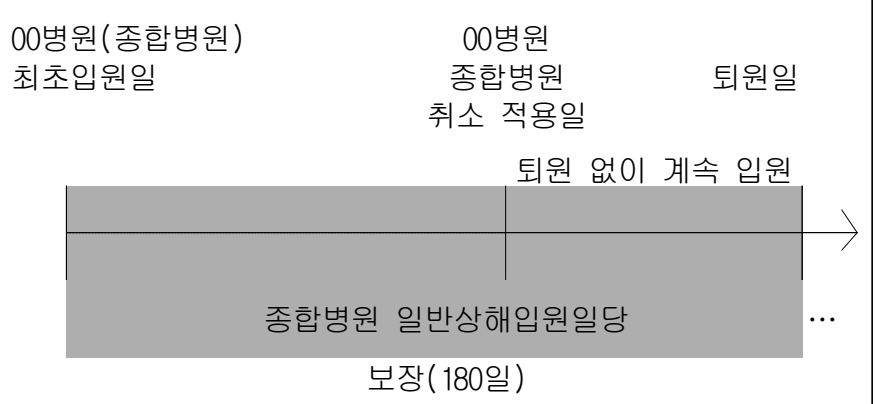 00병원(종합병원)
최초입원일
00병원
종합병원
취소 적용일
퇴원일
퇴원 없이 계속 입원
종합병원 일반상해입원일당
…
보장(180일)